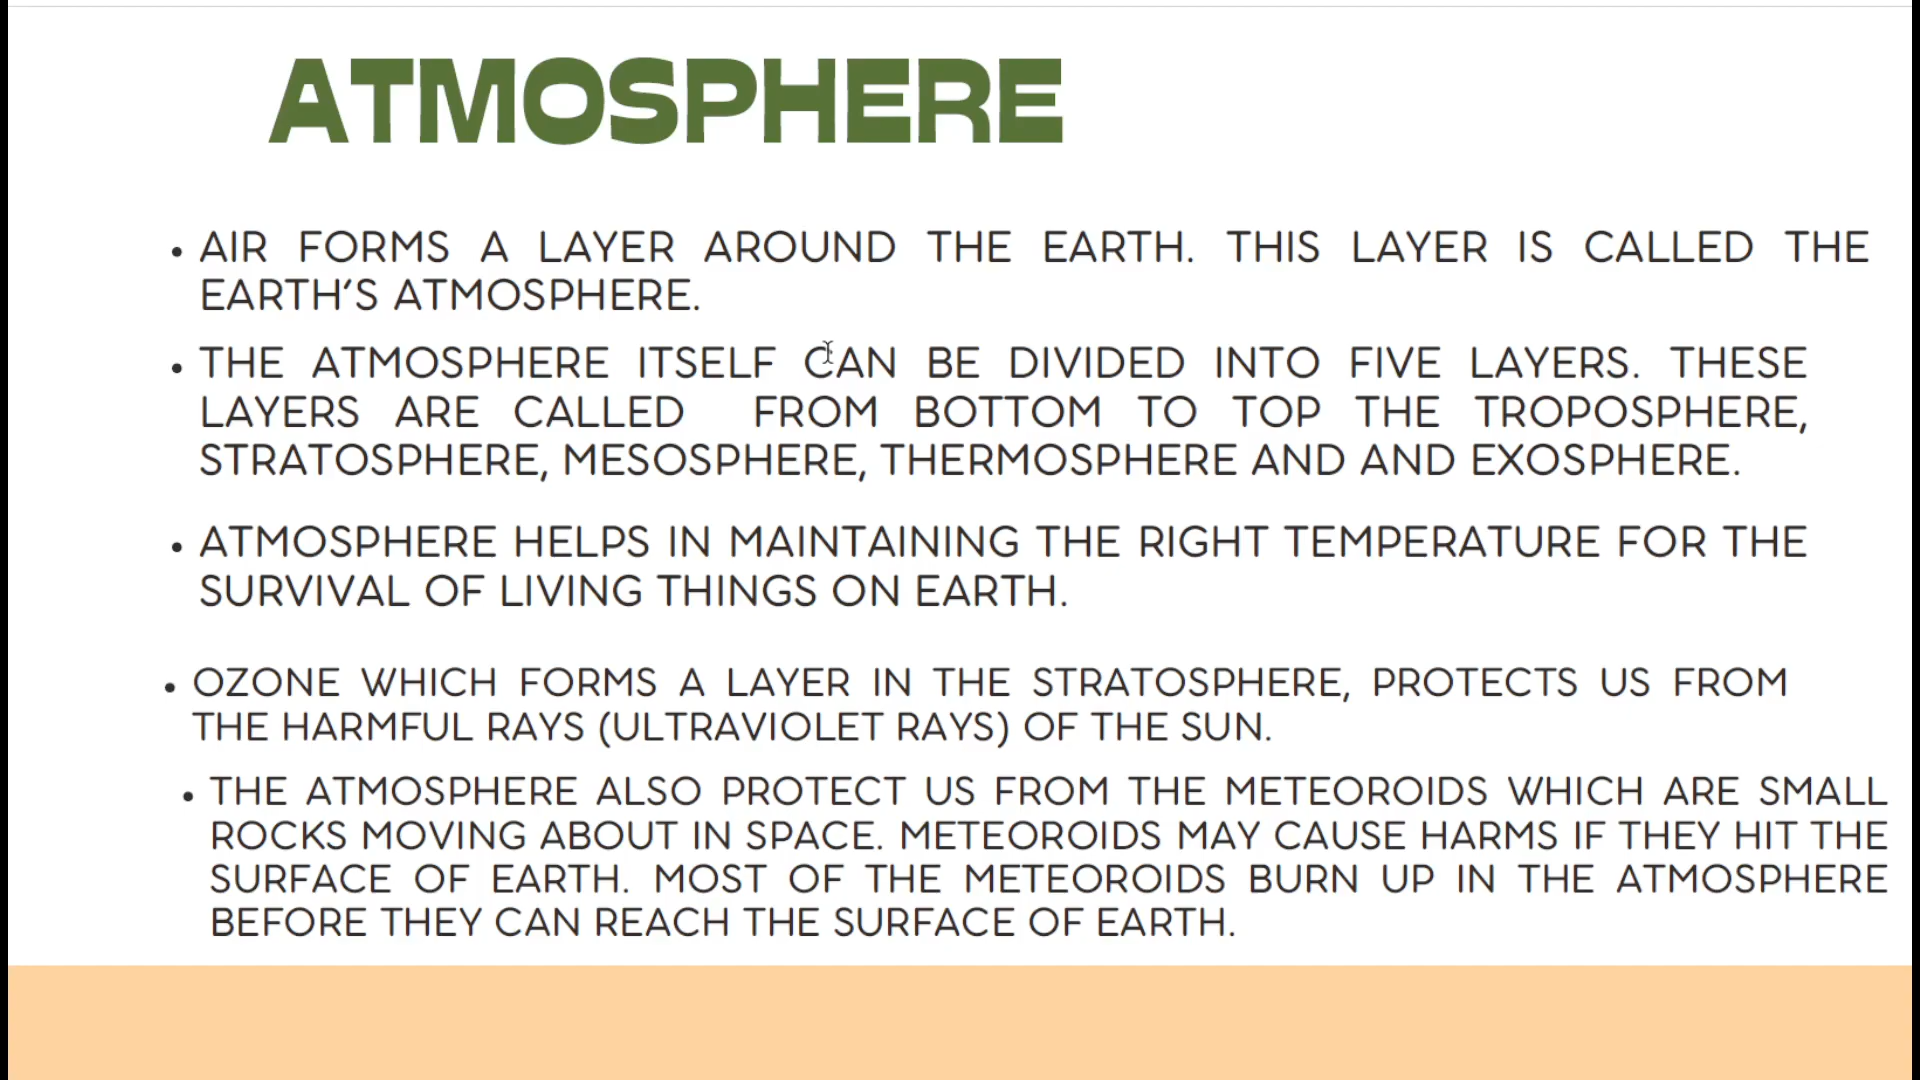 ATMOSPHERE
• AIR FORMS A LAYER AROUND THE EARTH. THIS LAYER IS CALLED THE
EARTH'S ATMOSPHERE.
• THE ATMOSPHERE ITSELF CAN BE DIVIDED INTO FIVE LAYERS. THESE
LAYERS ARE CALLED FROM BOTTOM TO TOP THE TROPOSPHERE,
STRATOSPHERE, MESOSPHERE, THERMOSPHERE AND AND EXOSPHERE.
• ATMOSPHERE HELPS IN MAINTAINING THE RIGHT TEMPERATURE FOR THE
SURVIVAL OF LIVING THINGS ON EARTH.
• OZONE WHICH FORMS A LAYER IN THE STRATOSPHERE, PROTECTS US FROM
THE HARMFUL RAYS (ULTRAVIOLET RAYS) OF THE SUN.
• THE ATMOSPHERE ALSO PROTECT US FROM THE METEOROIDS WHICH ARE SMALL
ROCKS MOVING ABOUT IN SPACE. METEOROIDS MAY CAUSE HARMS IF THEY HIT THE
SURFACE OF EARTH. MOST OF THE METEOROIDS BURN UP IN THE ATMOSPHERE
BEFORE THEY CAN REACH THE SURFACE OF EARTH.